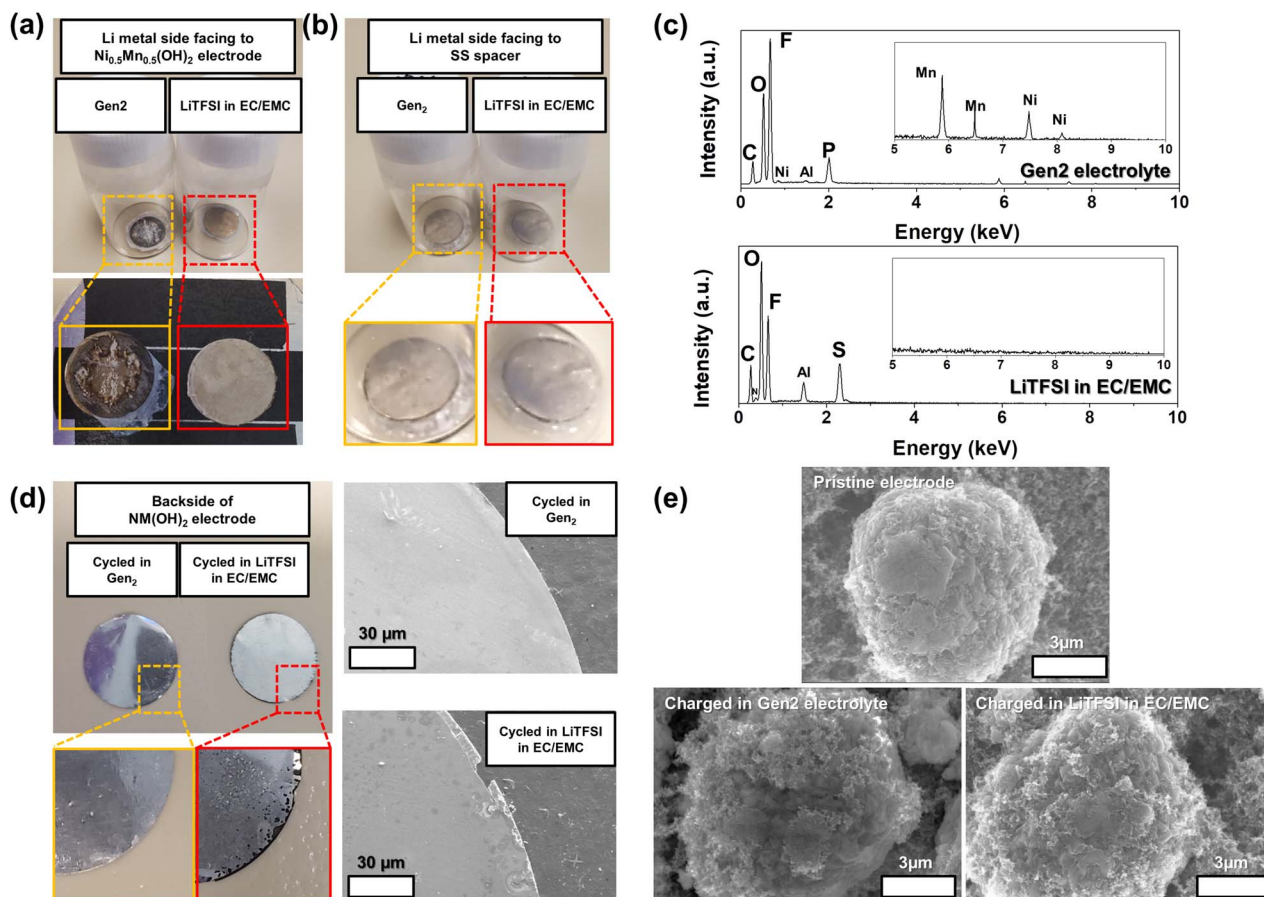 (a)
Li metal side facing to
Ni0.5Mn0.5(OH)2 electrode
Gen2
LiTFSI in EC/EMC
(b)
Li metal side facing to
SS spacer
Gen2
LiTFSI in EC/EMC
(c)
Intensity (a.u.)
C
O
F
Ni
Al
P
Mn
Mn
Ni
Ni
5 6 7 8 9 10
Gen2 electrolyte
0 2 4 6 8 10
Energy (keV)
Intensity (a.u.)
C
N
O
F
Al
S
5 6 7 8 9 10
LiTFSI in EC/EMC
0 2 4 6 8 10
Energy (keV)
(d)
Backside of
NM(OH)2 electrode
Cycled in
Gen2
Cycled in LiTFSI
in EC/EMC
Cycled in
Gen2
30 µm
Cycled in LiTFSI
in EC/EMC
30 µm
(e)
Pristine electrode
3µm
Charged in Gen2 electrolyte
3µm
Charged in LiTFSI in EC/EMC
3µm